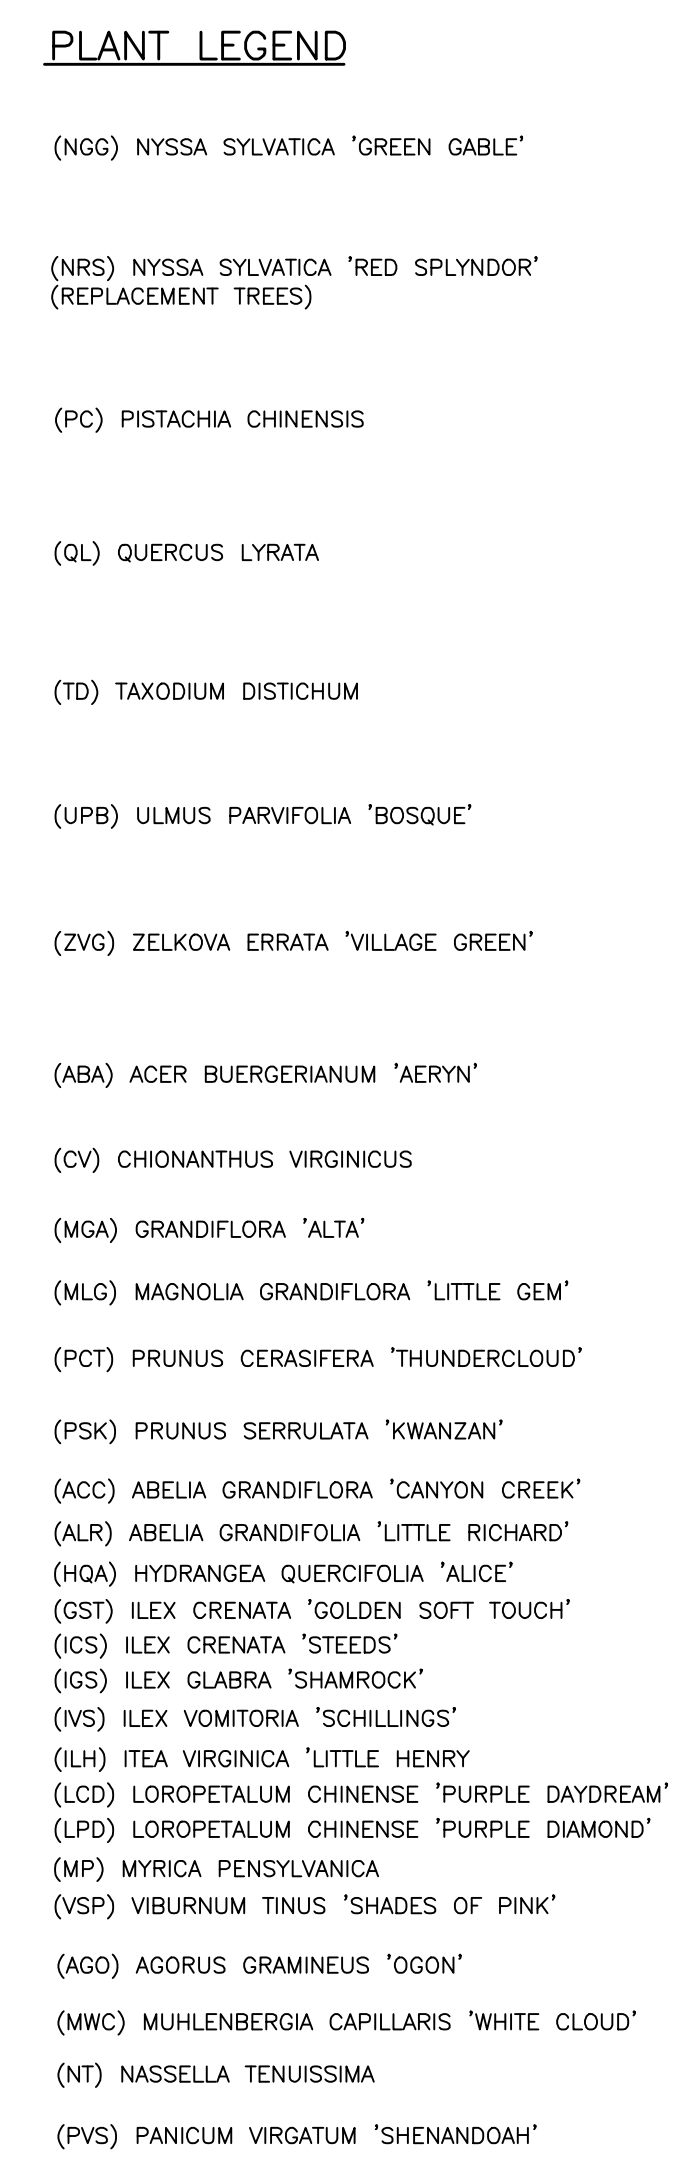 PLANT LEGEND
(NGG) NYSSA SYLVATICA 'GREEN GABLE'
(NRS) NYSSA SYLVATICA 'RED SPLYNDOR'
(REPLACEMENT TREES)
(PC) PISTACHIA CHINENSIS
(QL) QUERCUS LYRATA
(TD) TAXODIUM DISTICHUM
(UPB) ULMUS PARVIFOLIA 'BOSQUE'
(ZVG) ZELKOVA ERRATA 'VILLAGE GREEN'
(ABA) ACER BUERGERIANUM 'AERYN'
(CV) CHIONANTHUS VIRGINICUS
(MGA) GRANDIFLORA 'ALTA'
(MLG) MAGNOLIA GRANDIFLORA 'LITTLE GEM'
(PCT) PRUNUS CERASIFERA 'THUNDERCLOUD'
(PSK) PRUNUS SERRULATA 'KWANZAN'
(ACC) ABELIA GRANDIFLORA 'CANYON CREEK'
(ALR) ABELIA GRANDIFOLIA 'LITTLE RICHARD'
(HQA) HYDRANGEA QUERCIFOLIA 'ALICE'
(GST) ILEX CRENATA 'GOLDEN SOFT TOUCH'
(ICS) ILEX CRENATA 'STEEDS'
(IGS) ILEX GLABRA 'SHAMROCK'
(IVS) ILEX VOMITORIA 'SCHILLINGS'
(ILH) ITEA VIRGINICA 'LITTLE HENRY
(LCD) LOROPETALUM CHINENSE 'PURPLE DAYDREAM'
(LPD) LOROPETALUM CHINENSE 'PURPLE DIAMOND'
(MP) MYRICA PENSYLVANICA
(VSP) VIBURNUM TINUS 'SHADES OF PINK'
(AGO) AGORUS GRAMINEUS 'OGON'
(MWC) MUHLENBERGIA CAPILLARIS 'WHITE CLOUD'
(NT) NASSELLA TENUISSIMA
(PVS) PANICUM VIRGATUM 'SHENANDOAH'